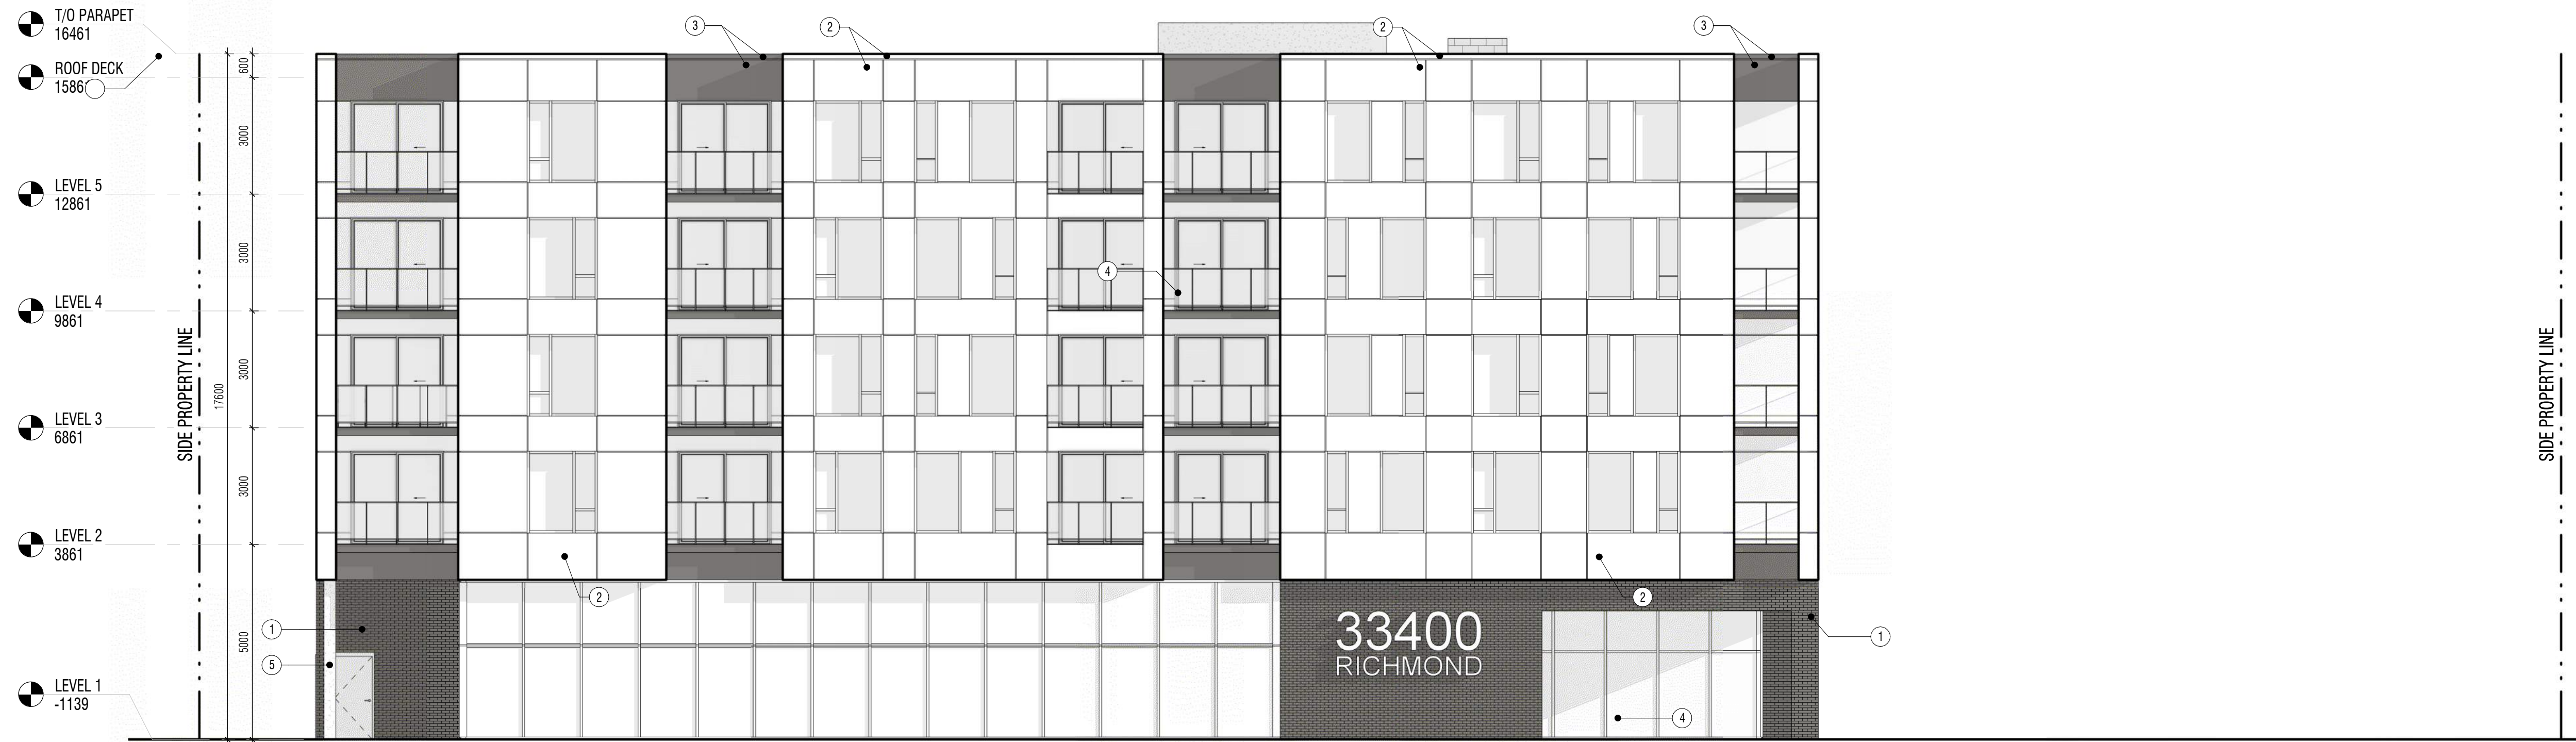 T/O PARAPET
16461
ROOF DECK
1586
LEVEL 5
12861
LEVEL 4
9861
LEVEL 3
6861
LEVEL 2
3861
LEVEL 1
-1139
SIDE PROPERTY LINE
17600
600
3000
3000
3000
3000
5000
3
2
2
3
4
2
2
1
5
1
4
33400
RICHMOND
SIDE PROPERTY LINE